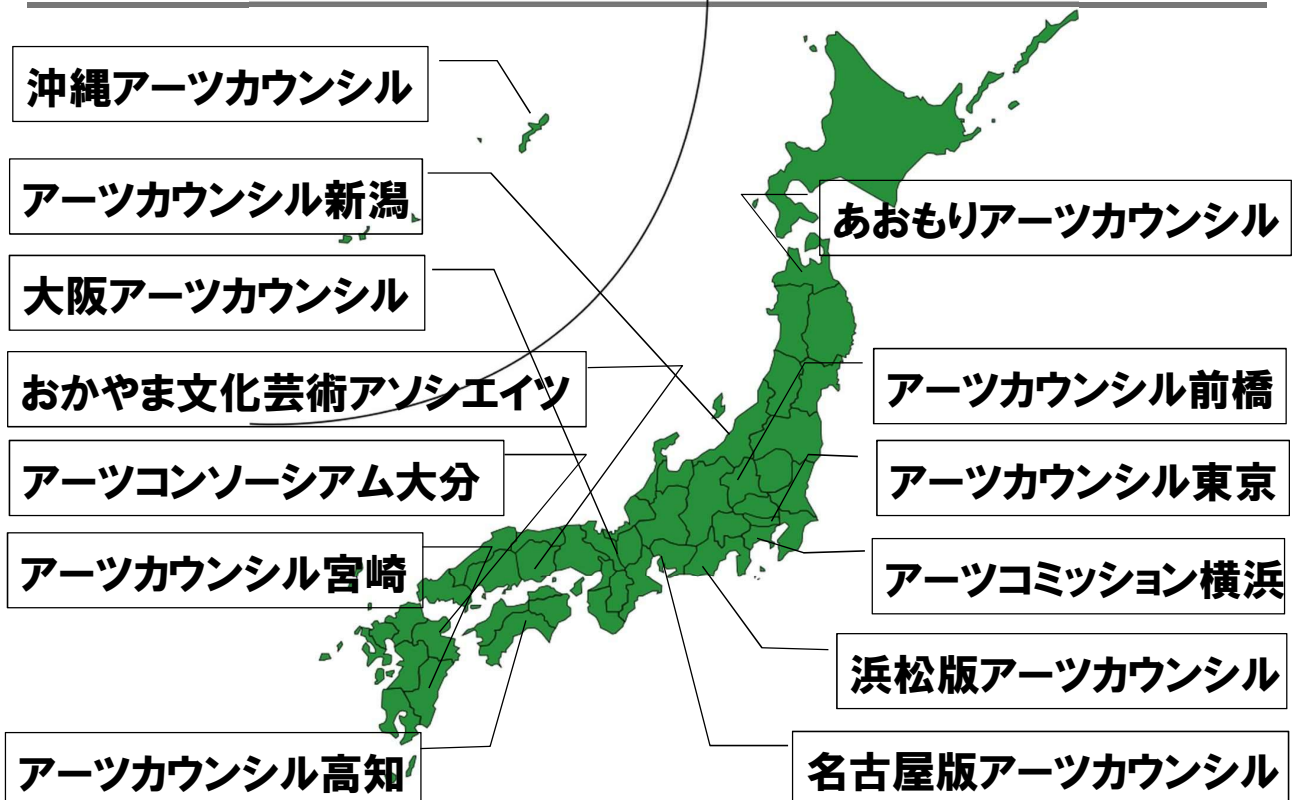 沖縄アーツカウンシル
アーツカウンシル新潟
大阪アーツカウンシル
おかやま文化芸術アソシエイツ
アーツコンソーシアム大分
アーツカウンシル宮崎
アーツカウンシル高知
あおもりアーツカウンシル
アーツカウンシル前橋
アーツカウンシル東京
アーツコミッション横浜
浜松版アーツカウンシル
名古屋版アーツカウンシル